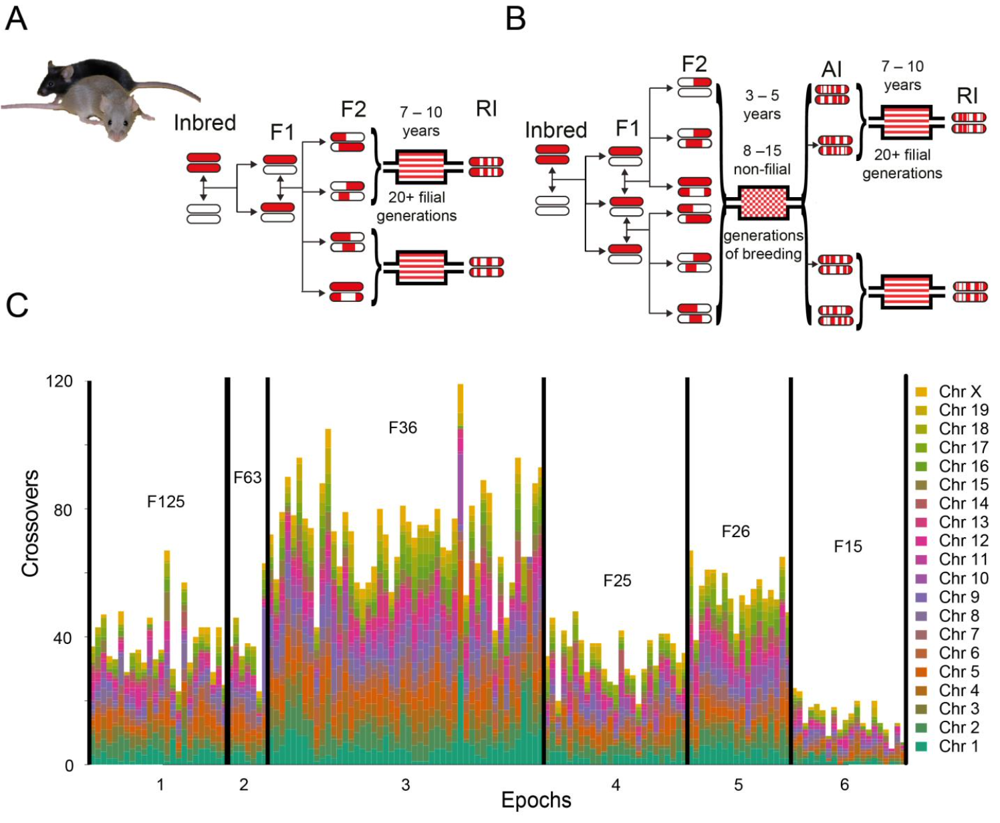 A
B
Inbred
F1
F2
7 – 10
years
20+ filial
generations
RI
Inbred
F1
F2
3 – 5
years
8 –15
non-filial
generations
of breeding
AI
7 – 10
years
20+ filial
generations
RI
C
Crossovers
120
80
40
0
F125
F63
F36
F25
F26
F15
1
2
3
4
5
6
Epochs
Chr X
Chr 19
Chr 18
Chr 17
Chr 16
Chr 15
Chr 14
Chr 13
Chr 12
Chr 11
Chr 10
Chr 9
Chr 8
Chr 7
Chr 6
Chr 5
Chr 4
Chr 3
Chr 2
Chr 1